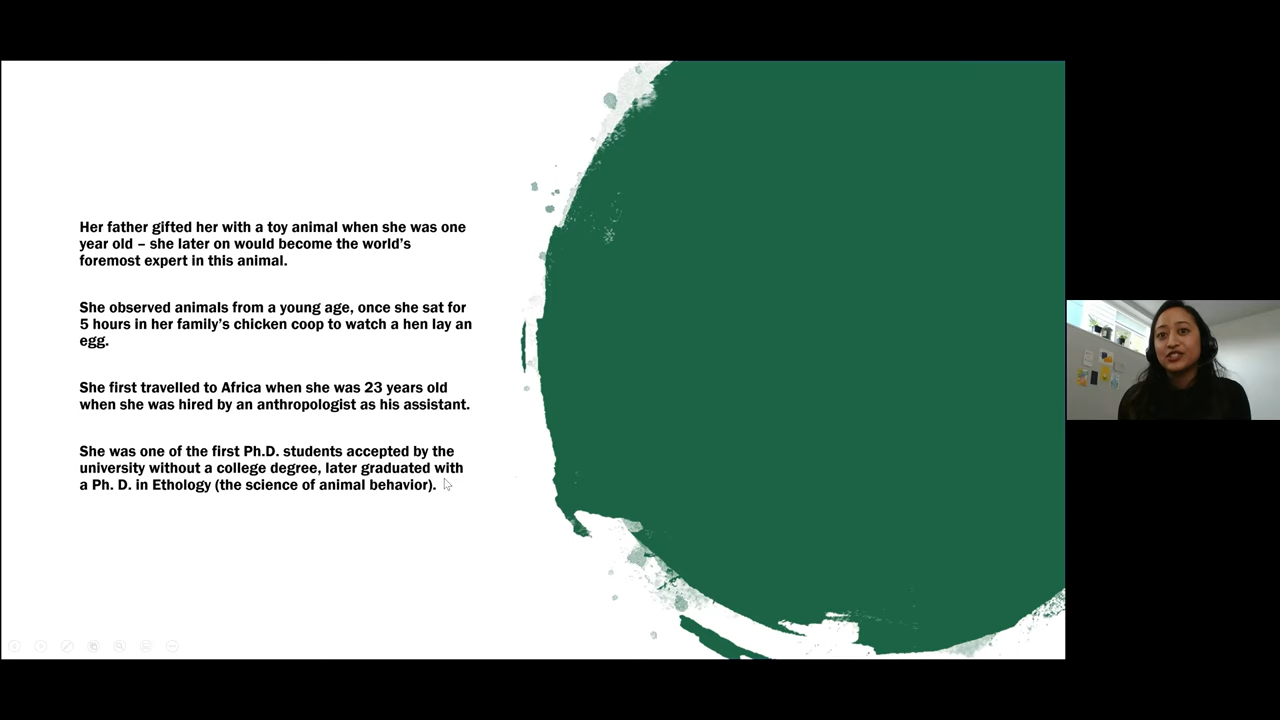 Her father gifted her with a toy animal when she was one
year old – she later on would become the world's
foremost expert in this animal.
She observed animals from a young age, once she sat for
5 hours in her family's chicken coop to watch a hen lay an
egg.
She first travelled to Africa when she was 23 years old
when she was hired by an anthropologist as his assistant.
She was one of the first Ph.D. students accepted by the
university without a college degree, later graduated with
a Ph. D. in Ethology (the science of animal behavior).